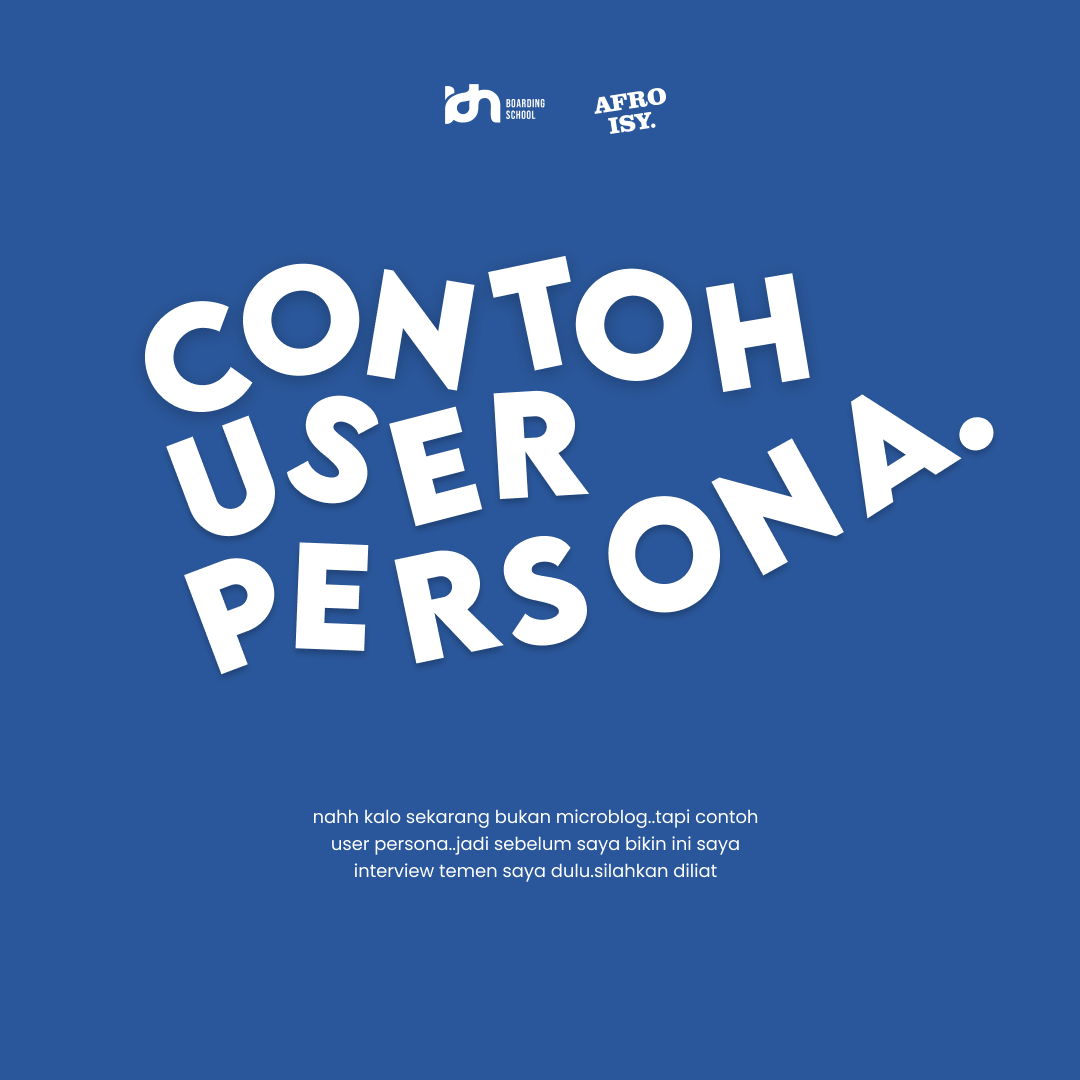 idn BOARDING
SCHOOL
AFRO
ISY.
CONTOH
USER
PERSONA.
nahh kalo sekarang bukan microblog..tapi contoh
user persona..jadi sebelum saya bikin ini saya
interview temen saya dulu.silahkan diliat